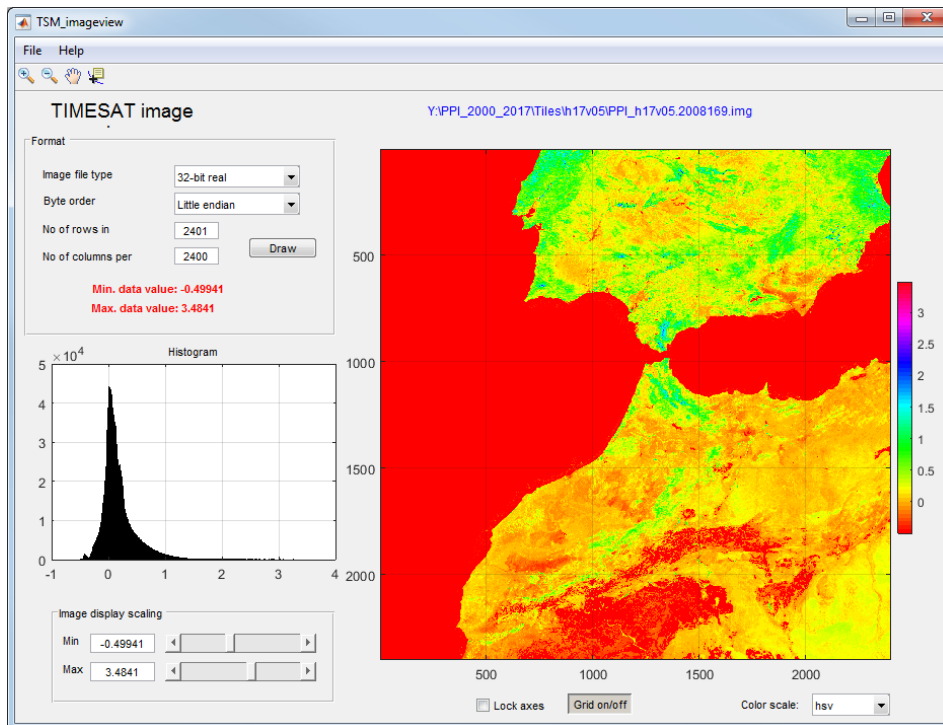 TSM_imageview
File Help
TIMESAT image
Y:\PPI_2000_2017\Tiles\h17v05\PPI_h17v05.2008169.img
Format
Image file type 32-bit real
Byte order Little endian
No of rows in 2401
No of columns per 2400
Draw
Min. data value: -0.49941
Max. data value: 3.4841
Histogram
×10^4
5
4
3
2
1
0
-1 0 1 2 3 4
Image display scaling
Min -0.49941
Max 3.4841
500
1000
1500
2000
500 1000 1500 2000
3
2.5
2
1.5
1
0.5
0
Lock axes Grid on/off Color scale: hsv